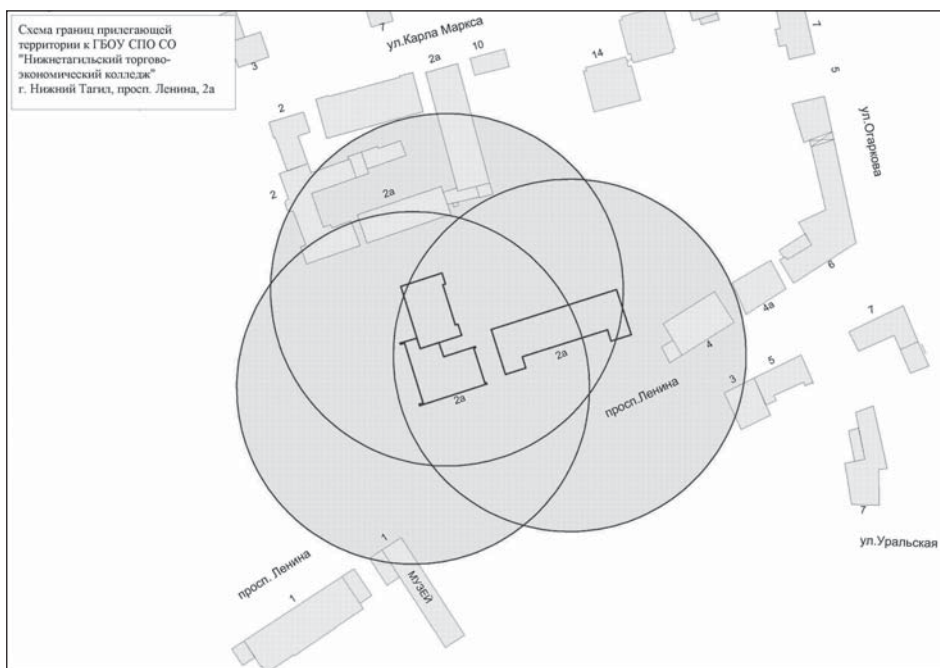 Схема границ прилегающей
территории к ГБОУ СПО СО
"Нижнетагильский торгово-
экономический колледж"
г. Нижний Тагил, просп. Ленина, 2а
7
ул.Карла Маркса
7
3
2а
10
14
5
2
ул.Огаркова
2
2а
6
4а
7
2а
4
5
просп.Ленина
3
2а
7
ул.Уральская
просп. Ленина
1
1
МУЗЕЙ